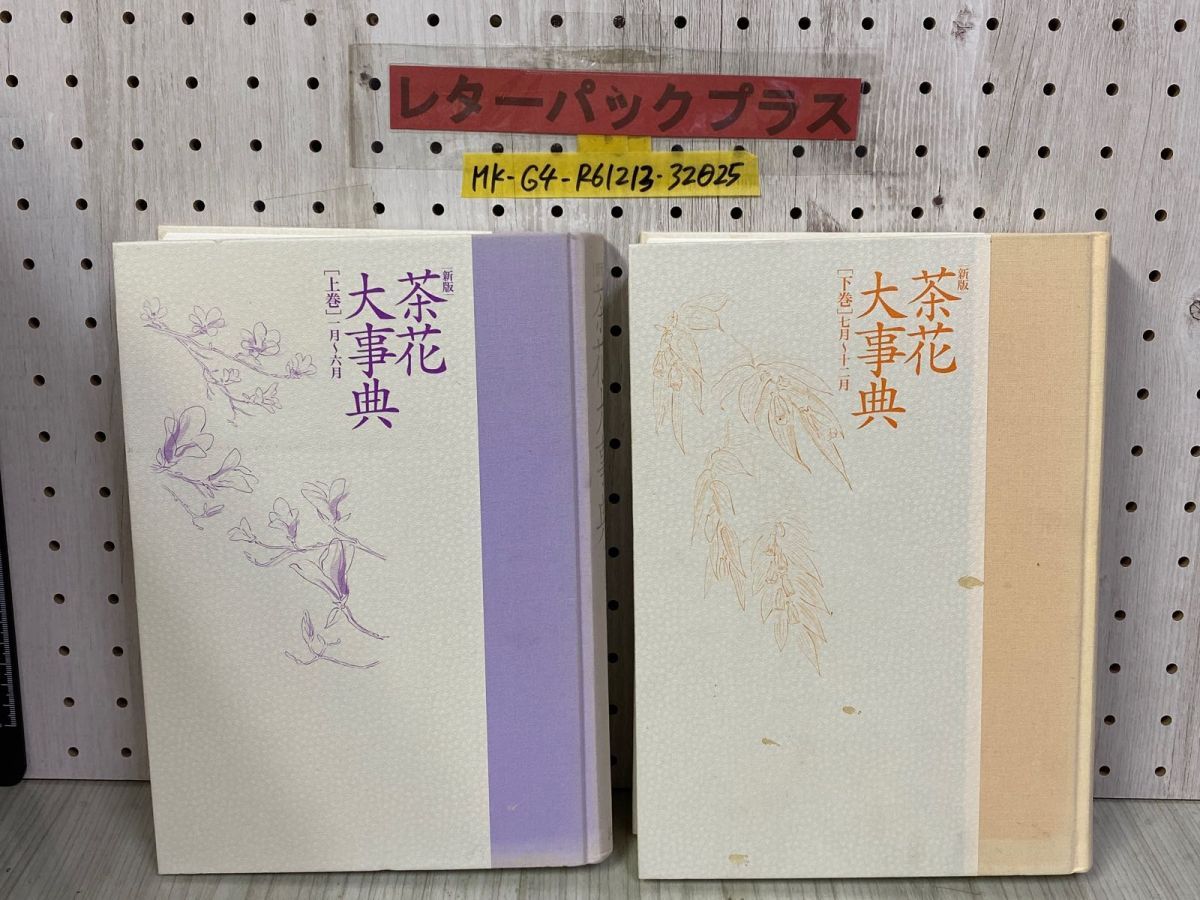 レターパックプラス
MK-G4-R61213-32025
新版
茶花
大事典
[上巻]一月〜六月
新版
茶花
大事典
[下巻]七月〜十二月